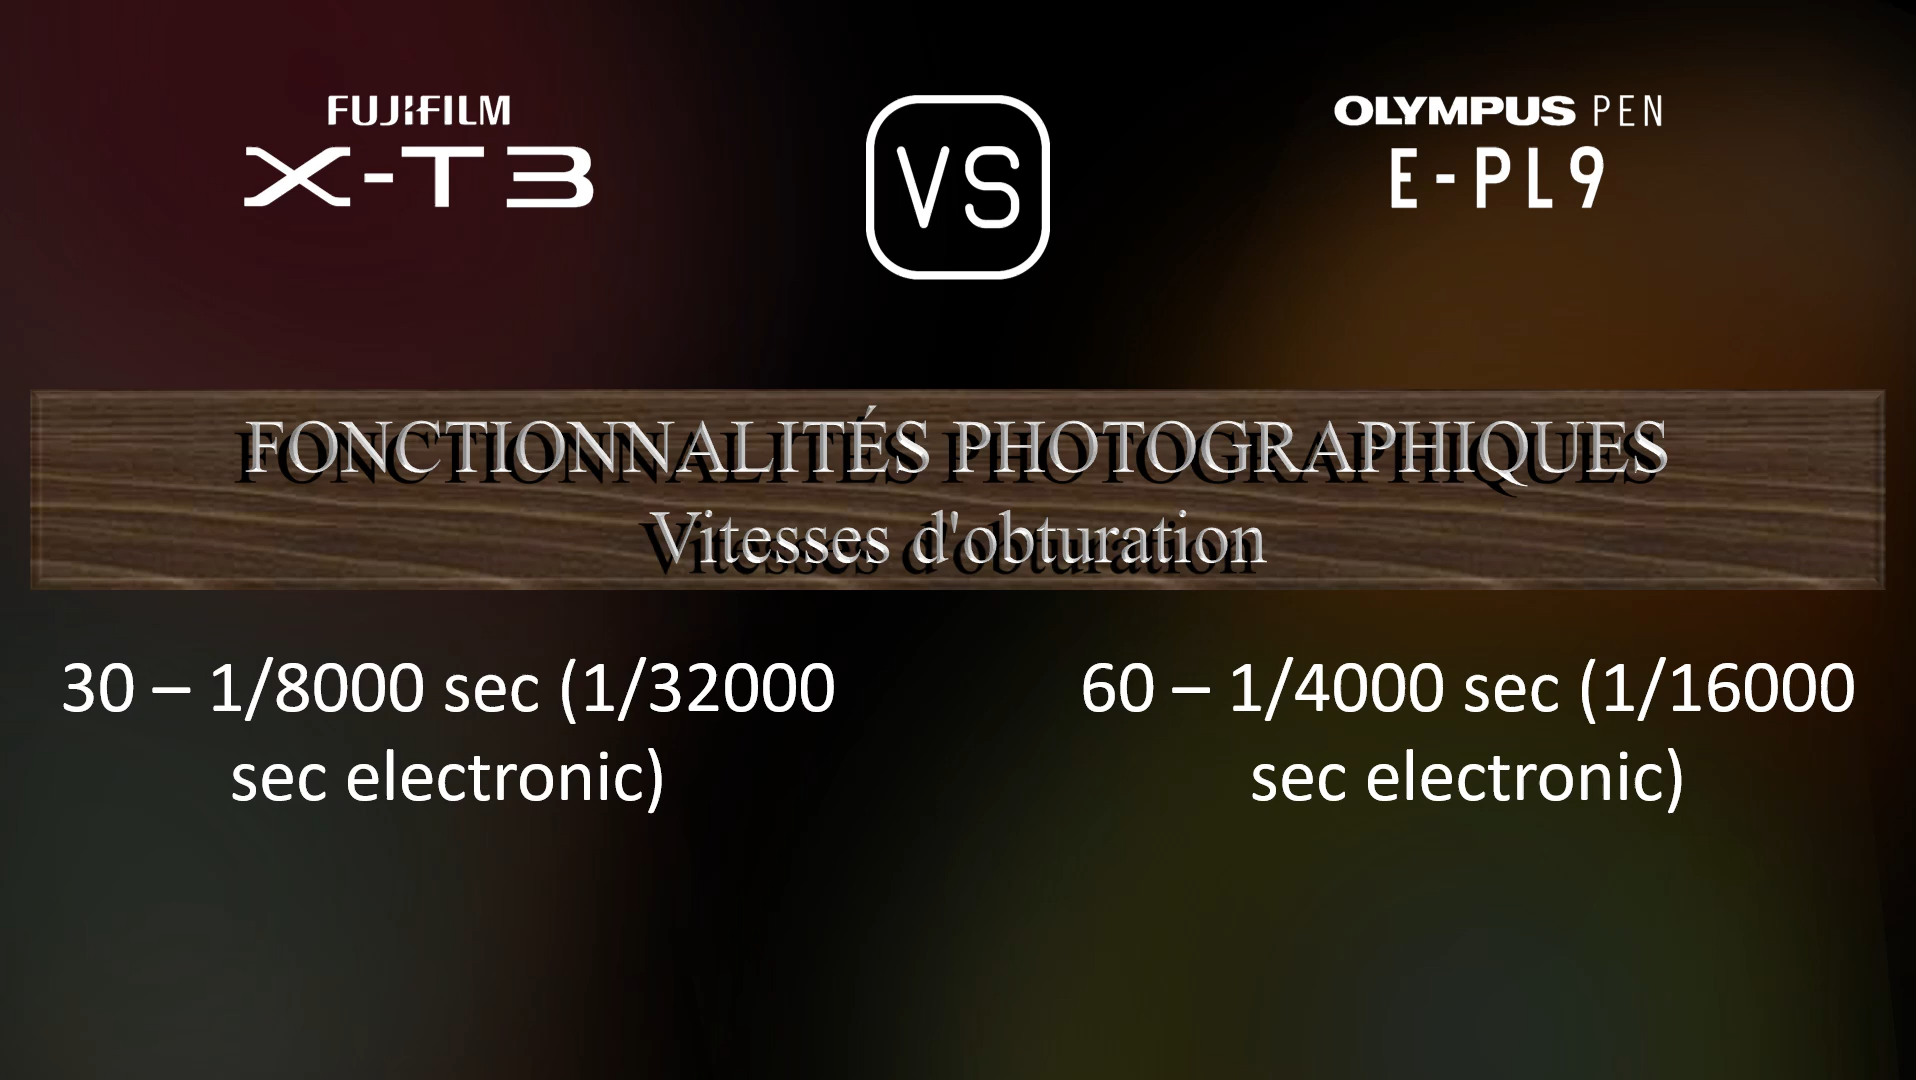 FUJIFILM
X-T3
VS
OLYMPUS PEN
E-PL9
FONCTIONNALITÉS PHOTOGRAPHIQUES
Vitesses d'obturation
30 – 1/8000 sec (1/32000
sec electronic)
60 – 1/4000 sec (1/16000
sec electronic)